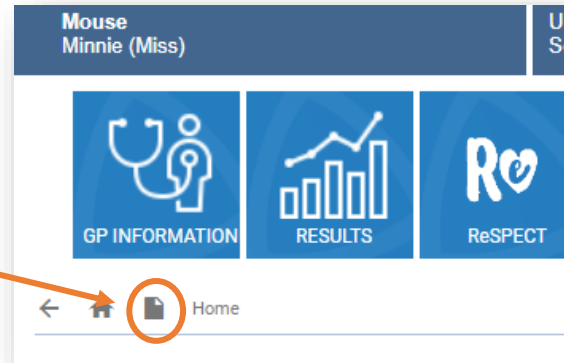 Mouse
Minnie (Miss)
GP INFORMATION
RESULTS
ReSPECT
Home